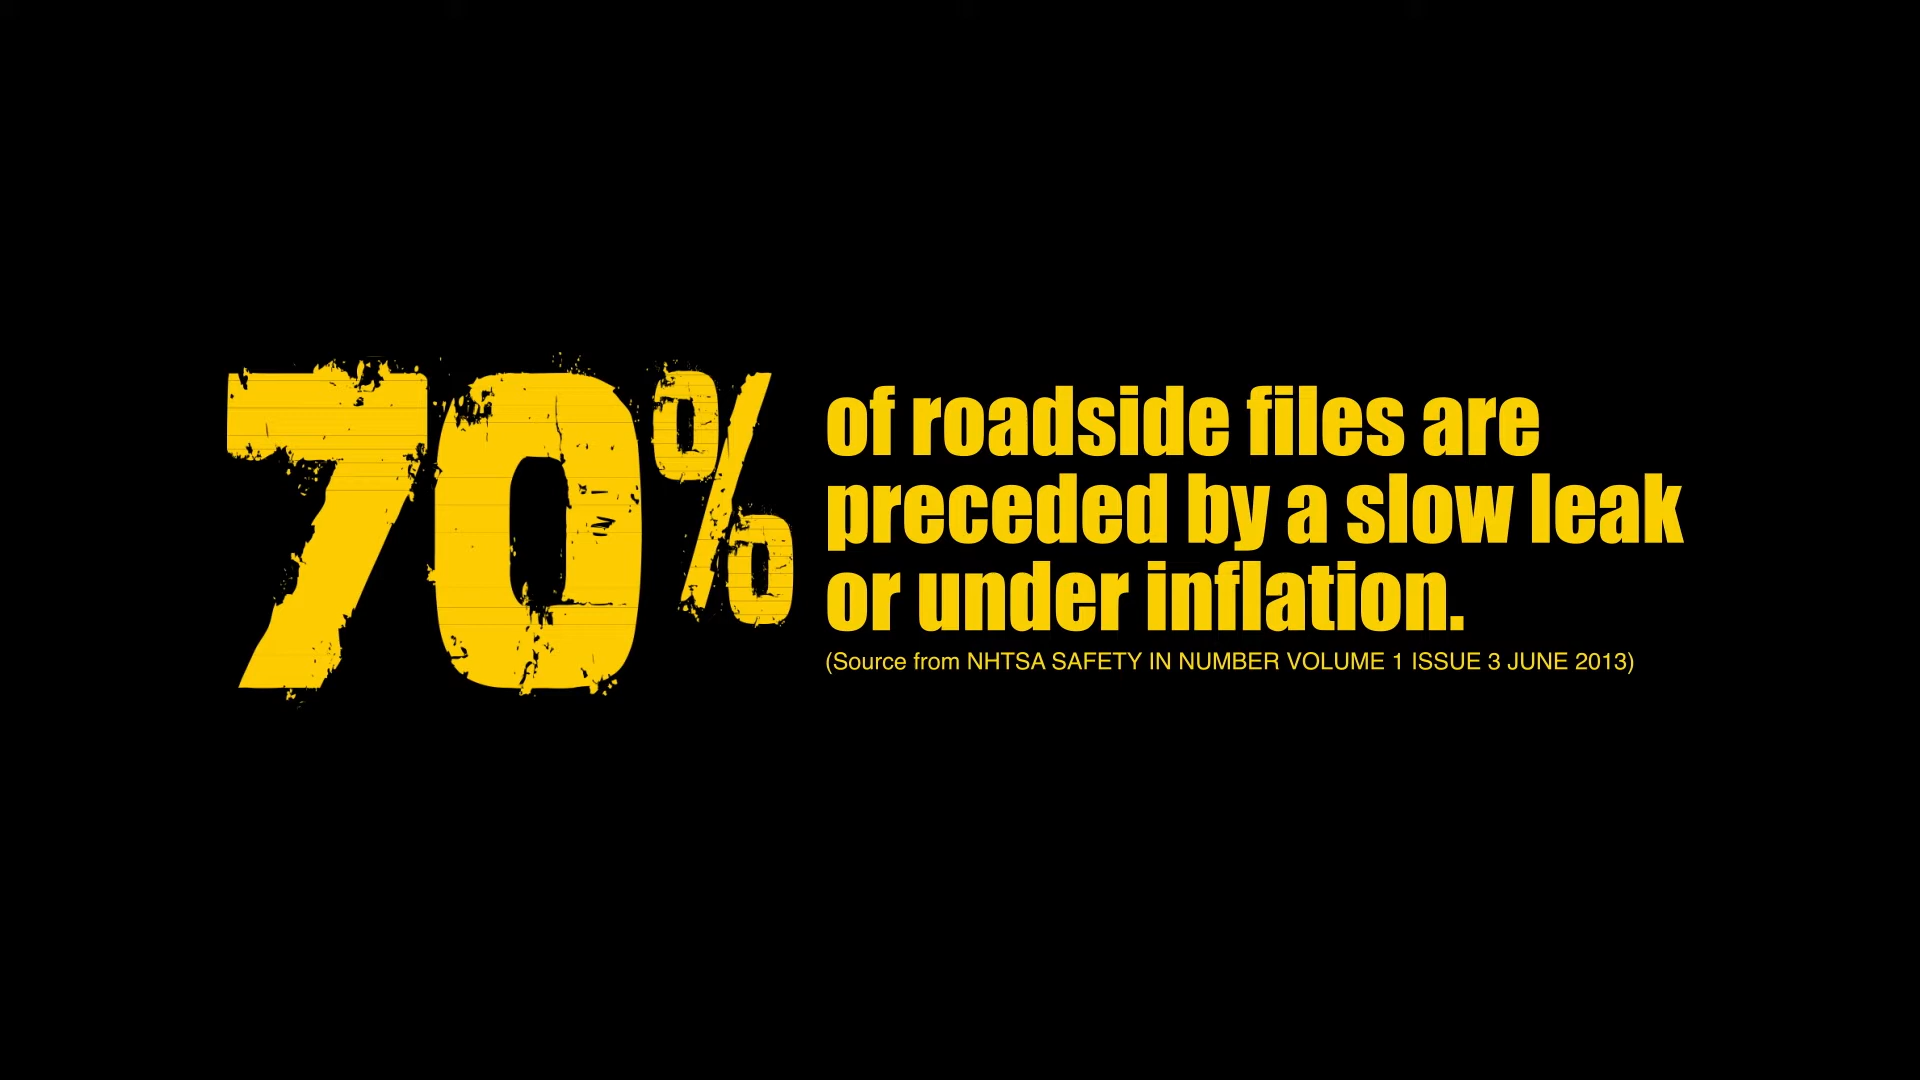 70%
of roadside files are
preceded by a slow leak
or under inflation.
(Source from NHTSA SAFETY IN NUMBER VOLUME 1 ISSUE 3 JUNE 2013)